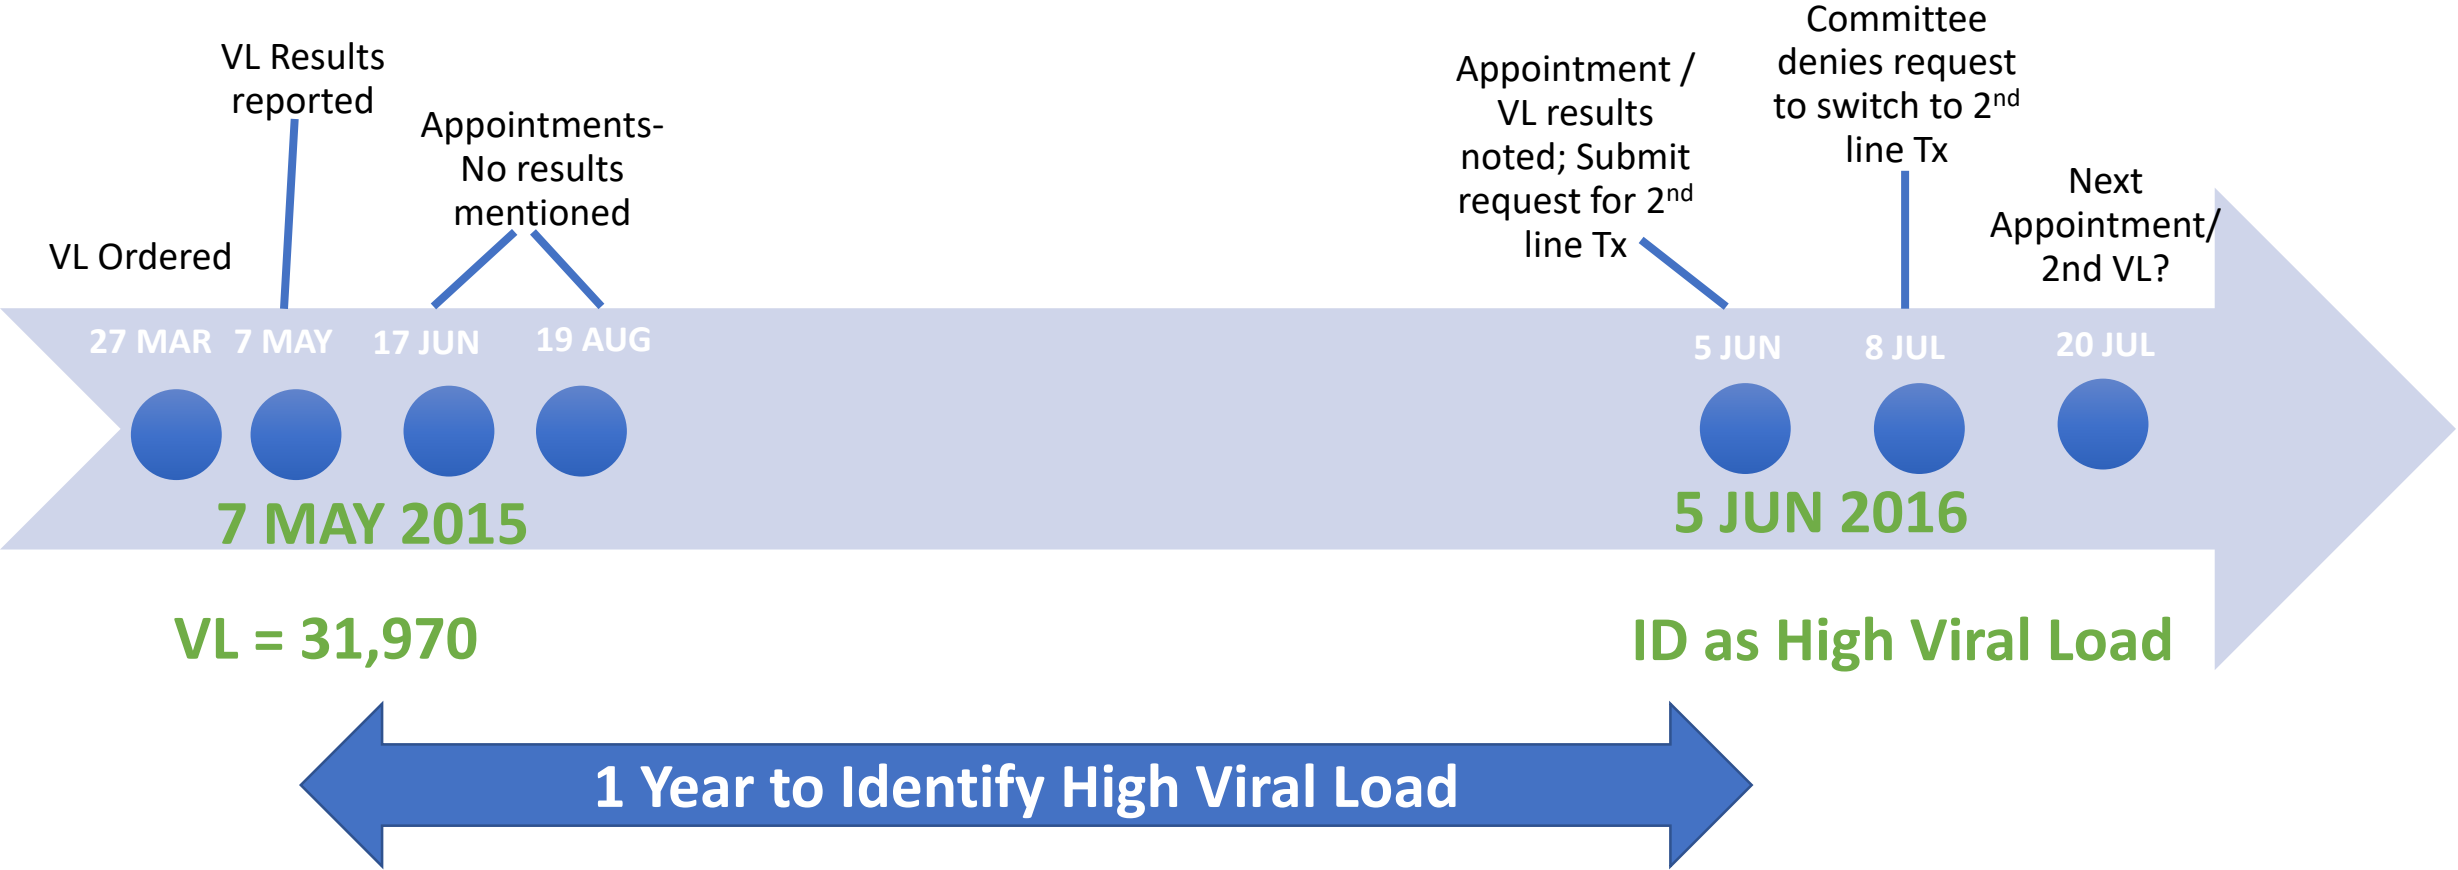 VL Ordered
VL Results
reported
Appointments-
No results
mentioned
Appointment /
VL results
noted; Submit
request for 2nd
line Tx
Committee
denies request
to switch to 2nd
line Tx
Next
Appointment/
2nd VL?
27 MAR
7 MAY
17 JUN
19 AUG
5 JUN
8 JUL
20 JUL
7 MAY 2015
5 JUN 2016
VL = 31,970
ID as High Viral Load
1 Year to Identify High Viral Load